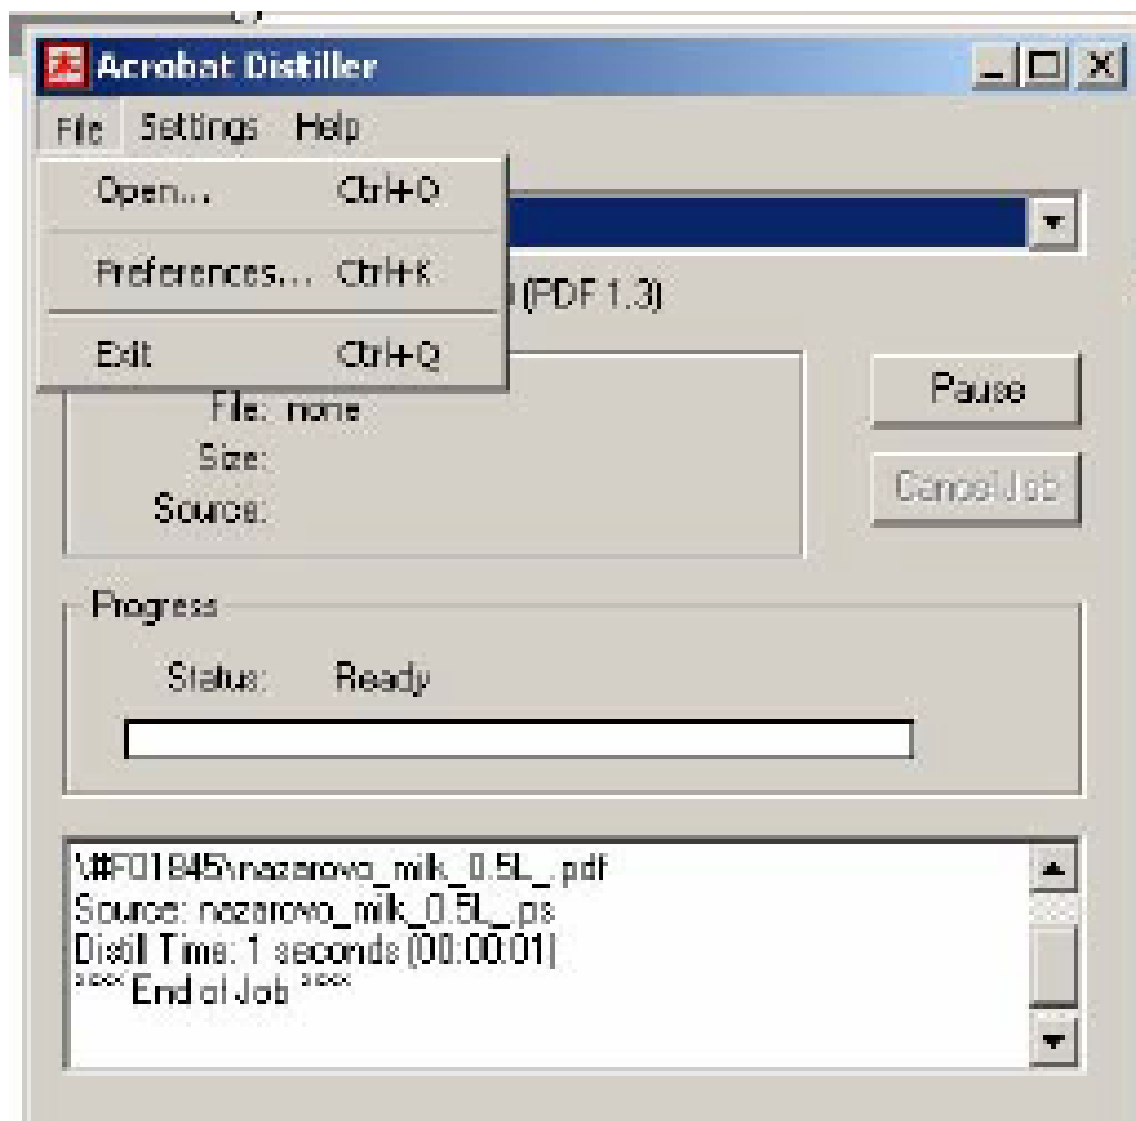 Acrobat Distiller
File Settings Help
Open... Ctrl+O
Preferences... Ctrl+K
(PDF 1.3)
Exit Ctrl+Q
Pause
File: none
Size:
Cancel Job
Source:
Progress
Status: Ready
\#F01845\nazarovo_milk_0.5L_.pdf
Source: nazarovo_milk_0.5L_.ps
Distill Time: 1 seconds (00:00:01)
**** End of Job ****